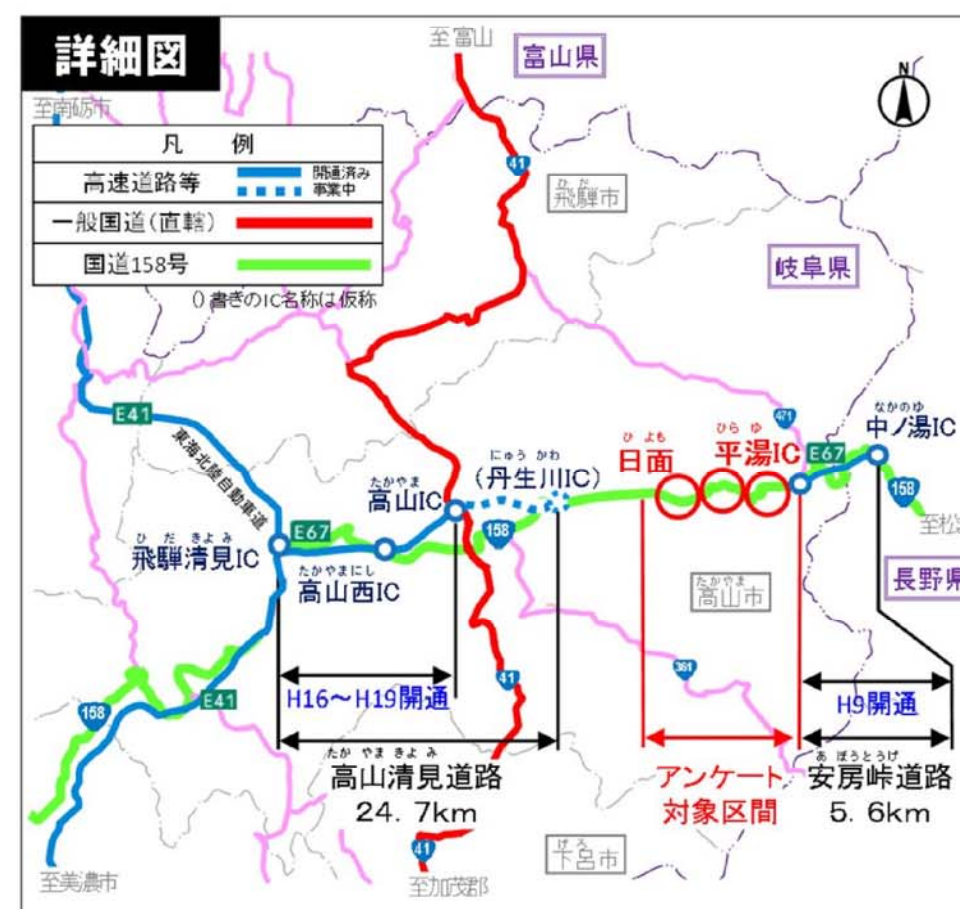 詳細図
至富山
富山県
N
至南砺市
凡 例
高速道路等
開通済み
事業中
一般国道(直轄)
国道158号
()書きのIC名称は仮称
41
ひだ
飛騨市
岐阜県
E41
東海北陸自動車道
471
なかのゆ
中ノ湯IC
E67
158
ひよも
日面
ひらゆ
平湯IC
にゅうかわ
(丹生川IC)
たかやま
高山IC
158
E67
ひだきよみ
飛騨清見IC
たかやまにし
高山西IC
たかやま
高山市
長野県
361
41
E41
158
H16~H19開通
H9開通
たかやまきよみ
高山清見道路
24.7km
アンケート
対象区間
あぼうとうげ
安房峠道路
5.6km
41
げろ
下呂市
至美濃市
至加茂郡